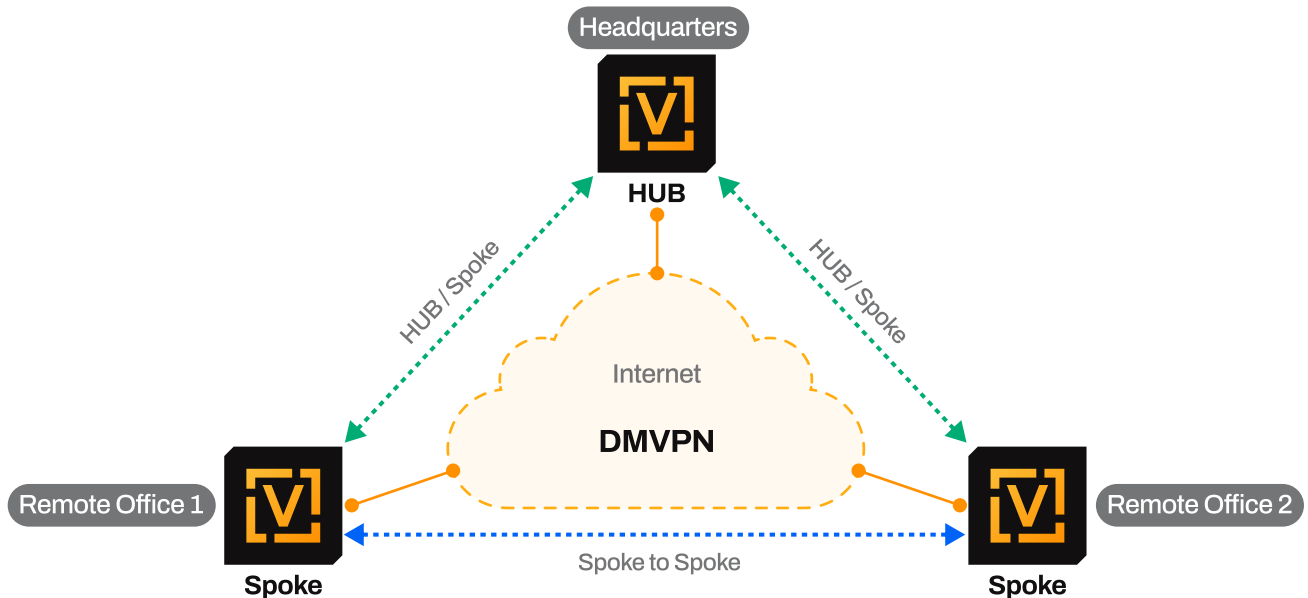 Headquarters
V
HUB
HUB / Spoke
HUB / Spoke
Internet
DMVPN
V
V
Remote Office 1
Remote Office 2
Spoke to Spoke
Spoke
Spoke